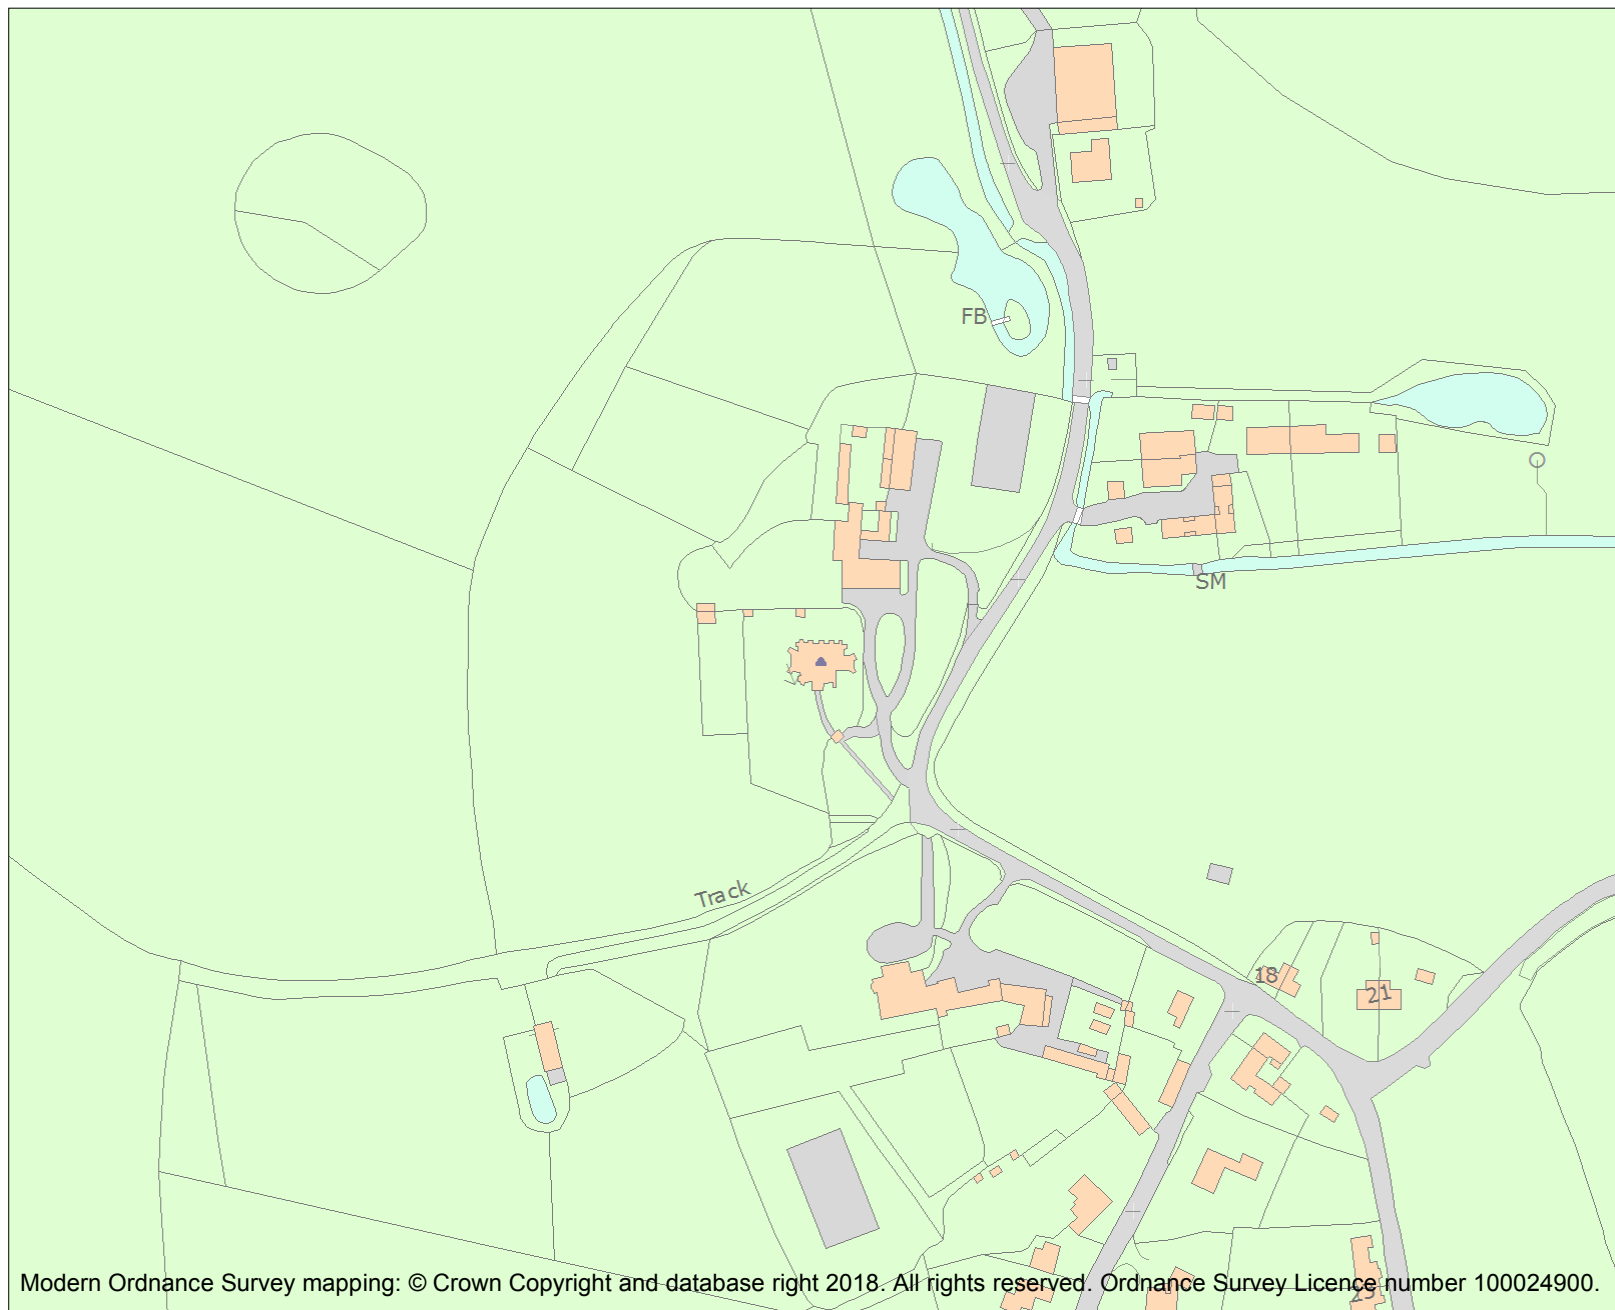 FB
SM
Track
18
21
23
Modern Ordnance Survey mapping: © Crown Copyright and database right 2018. All rights reserved. Ordnance Survey Licence number 100024900.